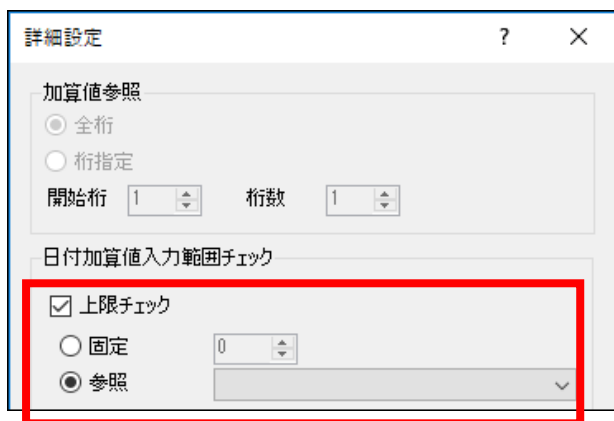 詳細設定 ?
加算値参照
全桁
桁指定
開始桁 1 桁数 1
日付加算値入力範囲チェック
上限チェック
固定 0
参照